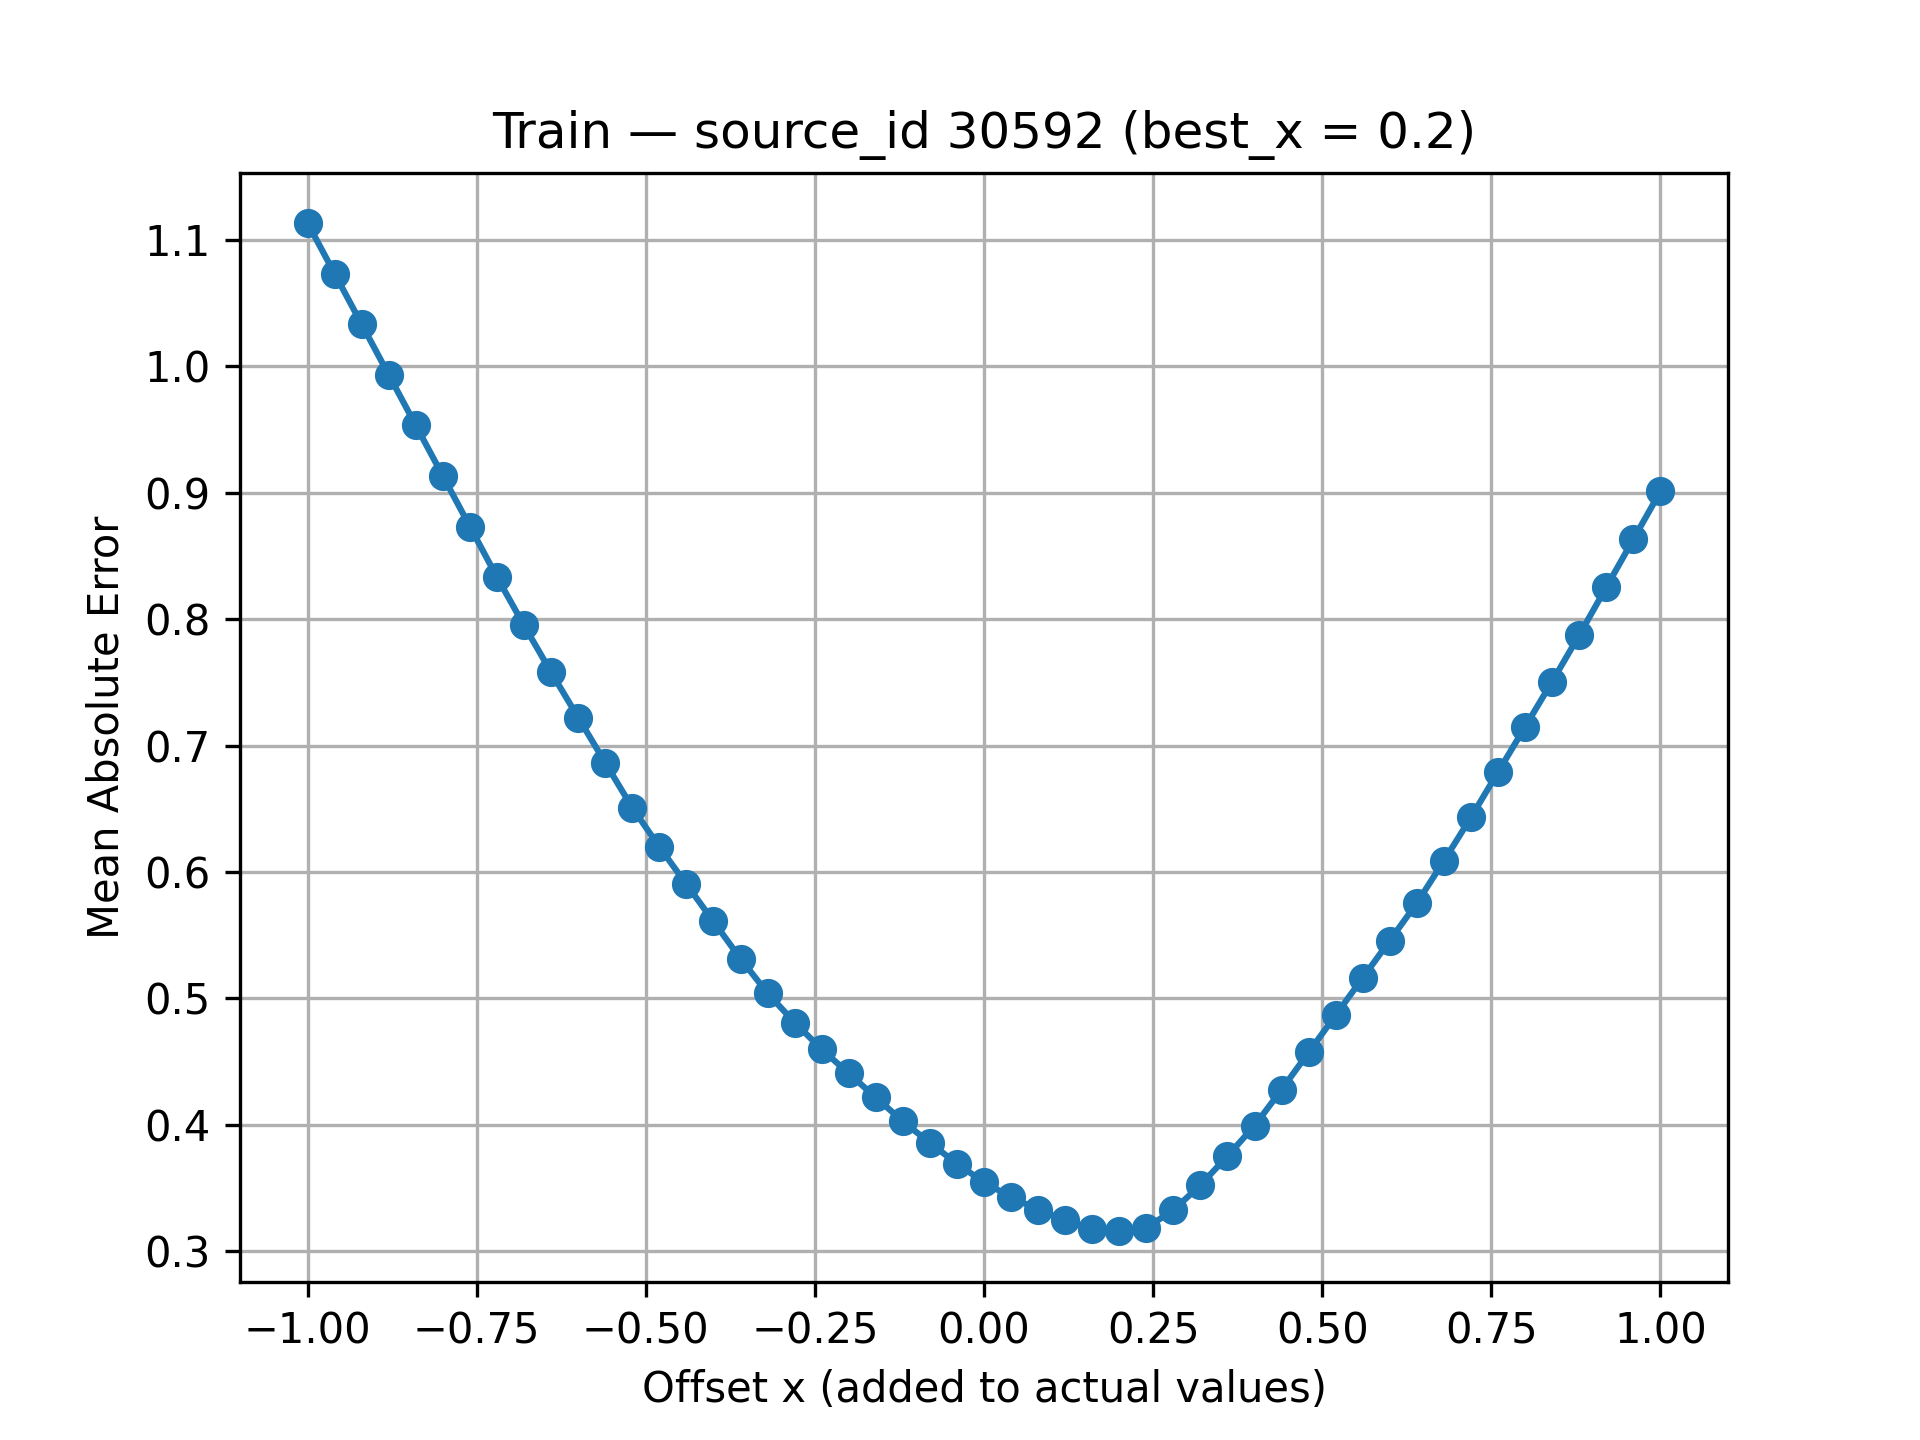 Train — source_id 30592 (best_x = 0.2)
Mean Absolute Error
1.1
1.0
0.9
0.8
0.7
0.6
0.5
0.4
0.3
−1.00 −0.75 −0.50 −0.25 0.00 0.25 0.50 0.75 1.00
Offset x (added to actual values)